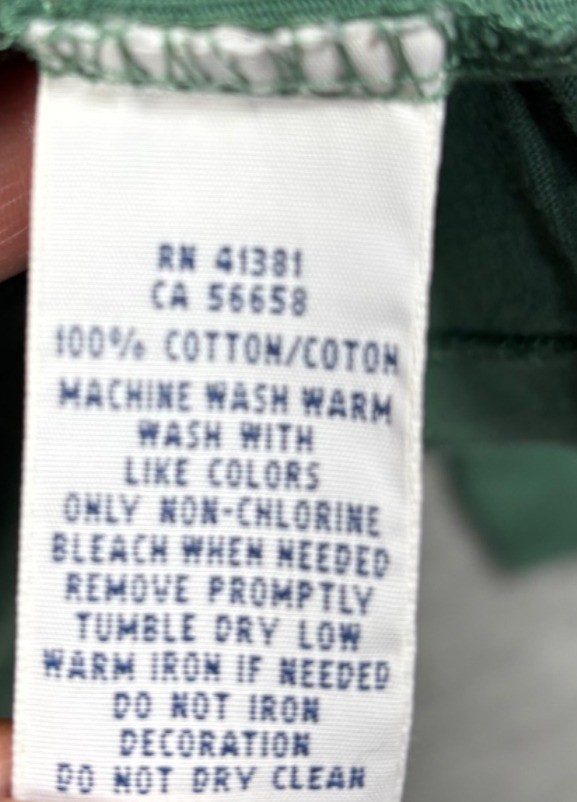 RN 41381
CA 56658
100% COTTON/COTON
MACHINE WASH WARM
WASH WITH
LIKE COLORS
ONLY NON-CHLORINE
BLEACH WHEN NEEDED
REMOVE PROMPTLY
TUMBLE DRY LOW
WARM IRON IF NEEDED
DO NOT IRON
DECORATION
DO NOT DRY CLEAN